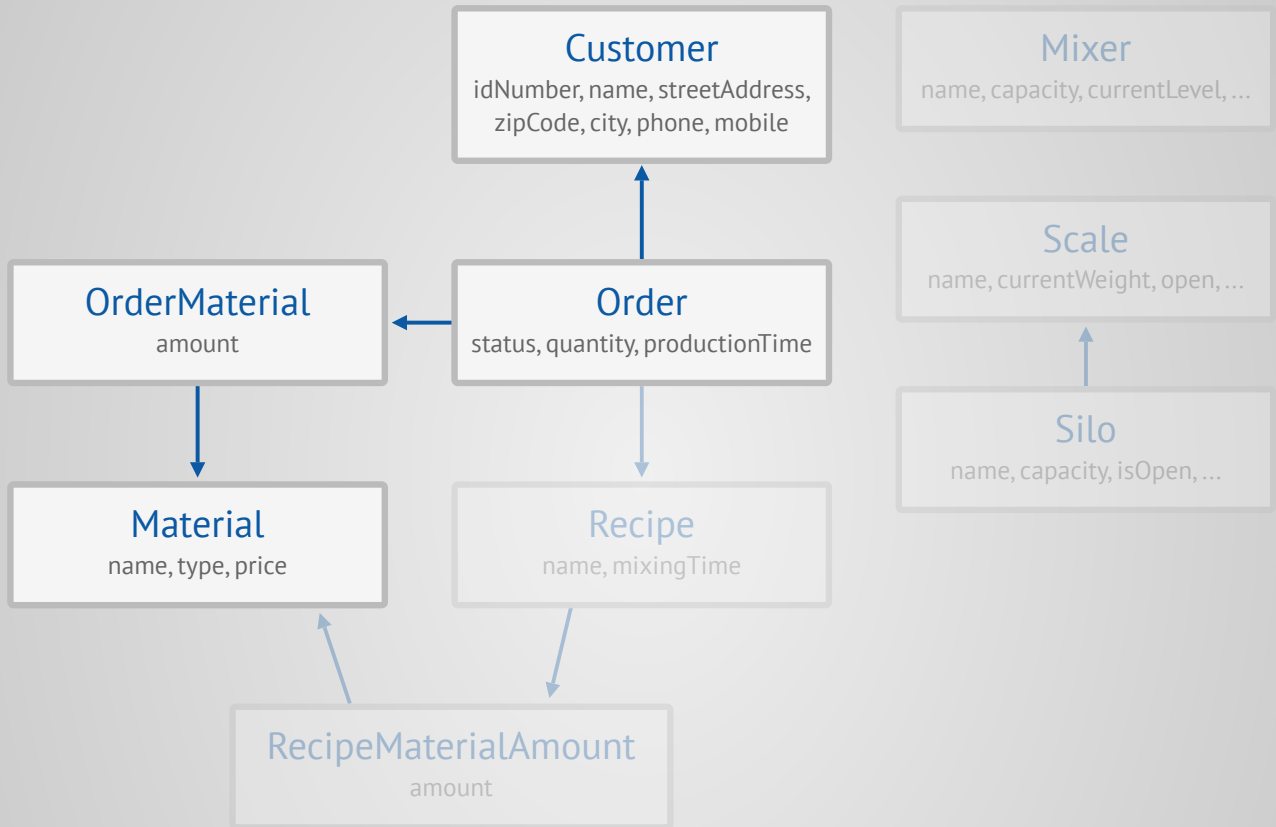 Customer
idNumber, name, streetAddress,
zipCode, city, phone, mobile
Mixer
name, capacity, currentLevel, ...
Scale
name, currentWeight, open, ...
OrderMaterial
amount
Order
status, quantity, productionTime
Silo
name, capacity, isOpen, ...
Material
name, type, price
Recipe
name, mixingTime
RecipeMaterialAmount
amount